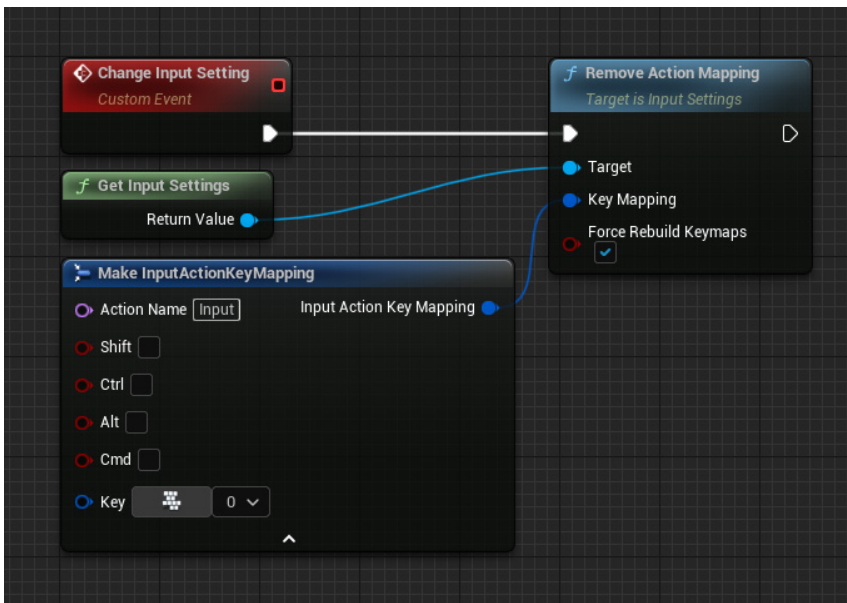 Change Input Setting
Custom Event
Remove Action Mapping
Target is Input Settings
Target
Key Mapping
Force Rebuild Keymaps
Get Input Settings
Return Value
Make InputActionKeyMapping
Action Name Input
Input Action Key Mapping
Shift
Ctrl
Alt
Cmd
Key 0